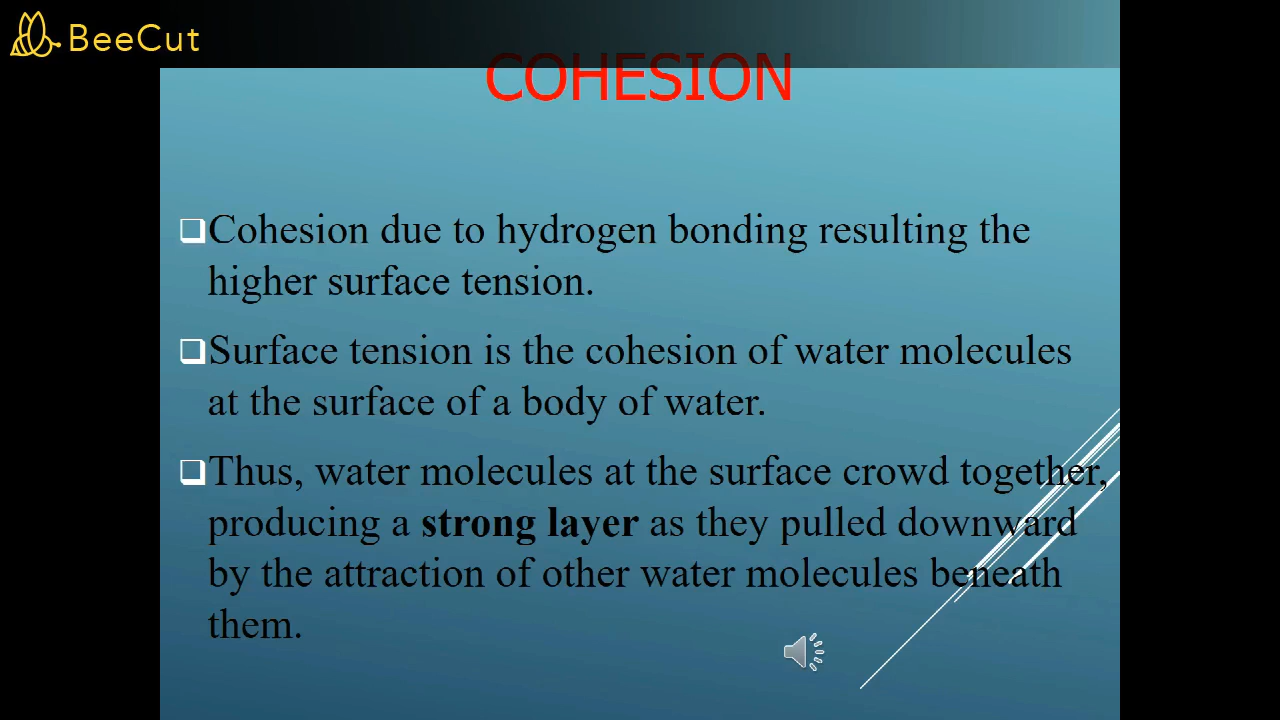 BeeCut
COHESION
Cohesion due to hydrogen bonding resulting the
higher surface tension.
Surface tension is the cohesion of water molecules
at the surface of a body of water.
Thus, water molecules at the surface crowd together,
producing a strong layer as they pulled downward
by the attraction of other water molecules beneath
them.